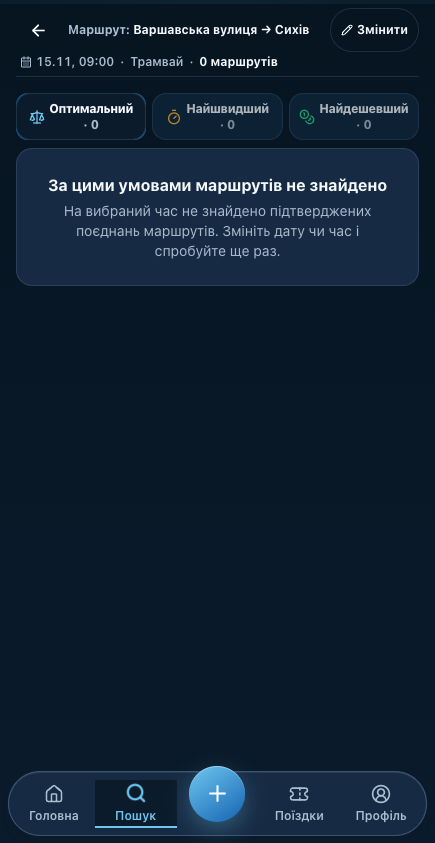 Маршрут: Варшавська вулиця → Сихів
Змінити
15.11, 09:00 · Трамвай · 0 маршрутів
Оптимальний
· 0
Найшвидший
· 0
Найдешевший
· 0
За цими умовами маршрутів не знайдено
На вибраний час не знайдено підтверджених
поєднань маршрутів. Змініть дату чи час і
спробуйте ще раз.
Головна
Пошук
Поїздки
Профіль